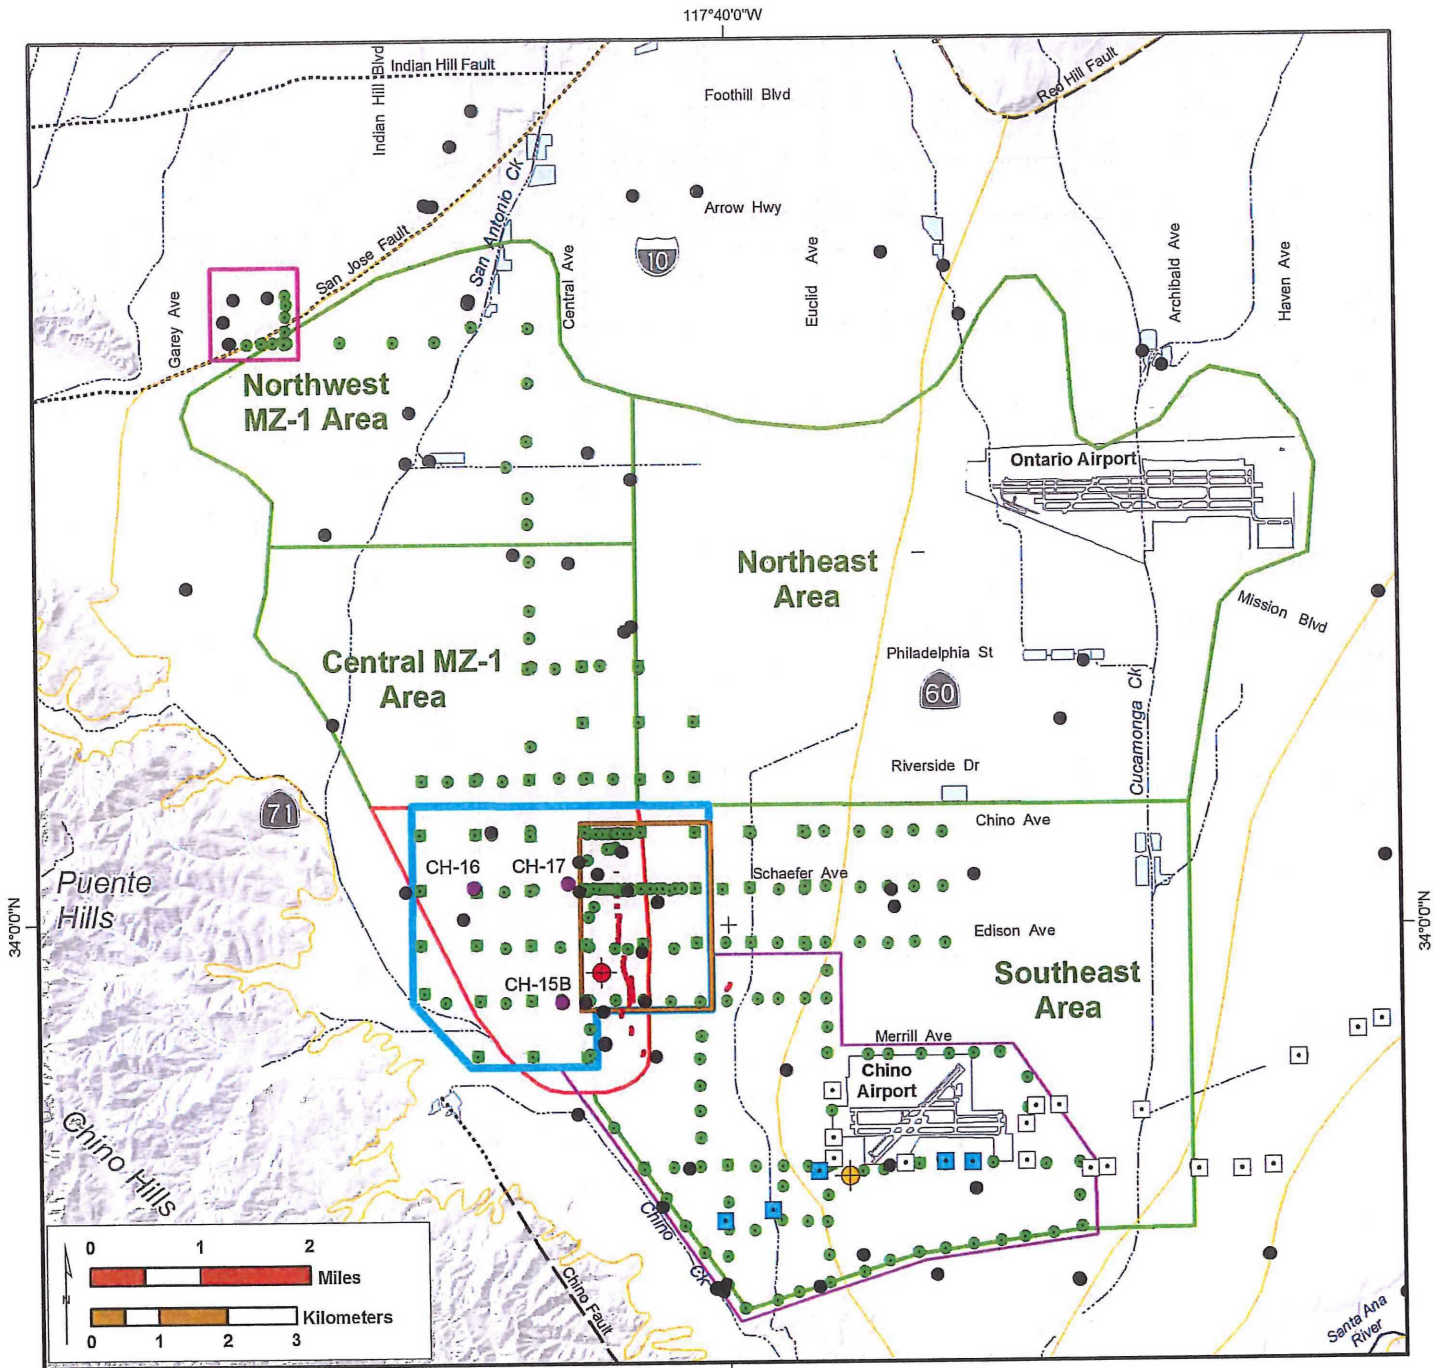 117°40'0"W
Indian Hill Blvd
Indian Hill Fault
Foothill Blvd
Red Hill Fault
San Antonio Ck
Arrow Hwy
10
San Jose Fault
Garey Ave
Central Ave
Euclid Ave
Archibald Ave
Haven Ave
Northwest
MZ-1 Area
Ontario Airport
Northeast
Area
Mission Blvd
Central MZ-1
Area
Philadelphia St
60
Cucamonga Ck
Riverside Dr
71
Chino Ave
CH-16
CH-17
Schaefer Ave
Puente
Hills
34°0'0"N
34°0'0"N
Edison Ave
Southeast
Area
CH-15B
Merrill Ave
Chino
Airport
Chino Hills
Chino Ck
Chino Fault
0 1 2
Miles
N
Kilometers
0 1 2 3
Santa Ana
River